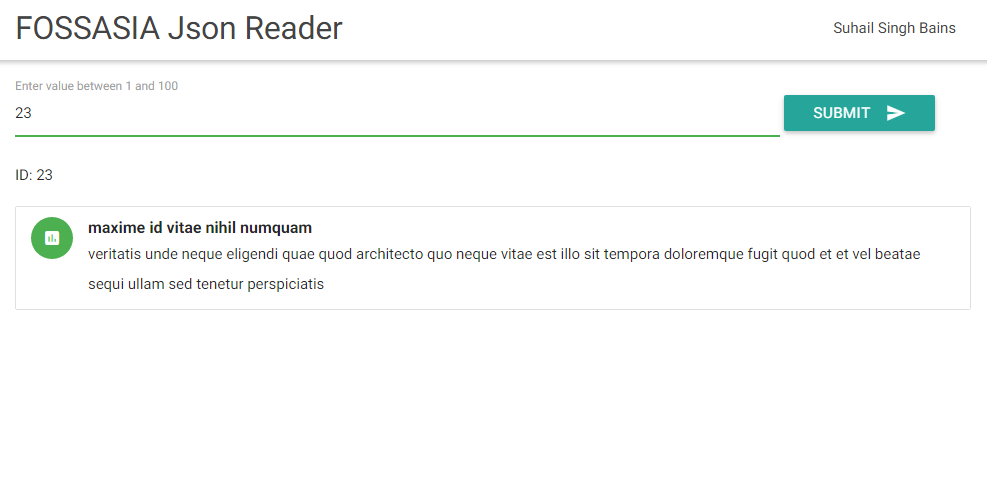 FOSSASIA Json Reader
Suhail Singh Bains
Enter value between 1 and 100
23
SUBMIT
ID: 23
maxime id vitae nihil numquam
veritatis unde neque eligendi quae quod architecto quo neque vitae est illo sit tempora doloremque fugit quod et et vel beatae
sequi ullam sed tenetur perspiciatis